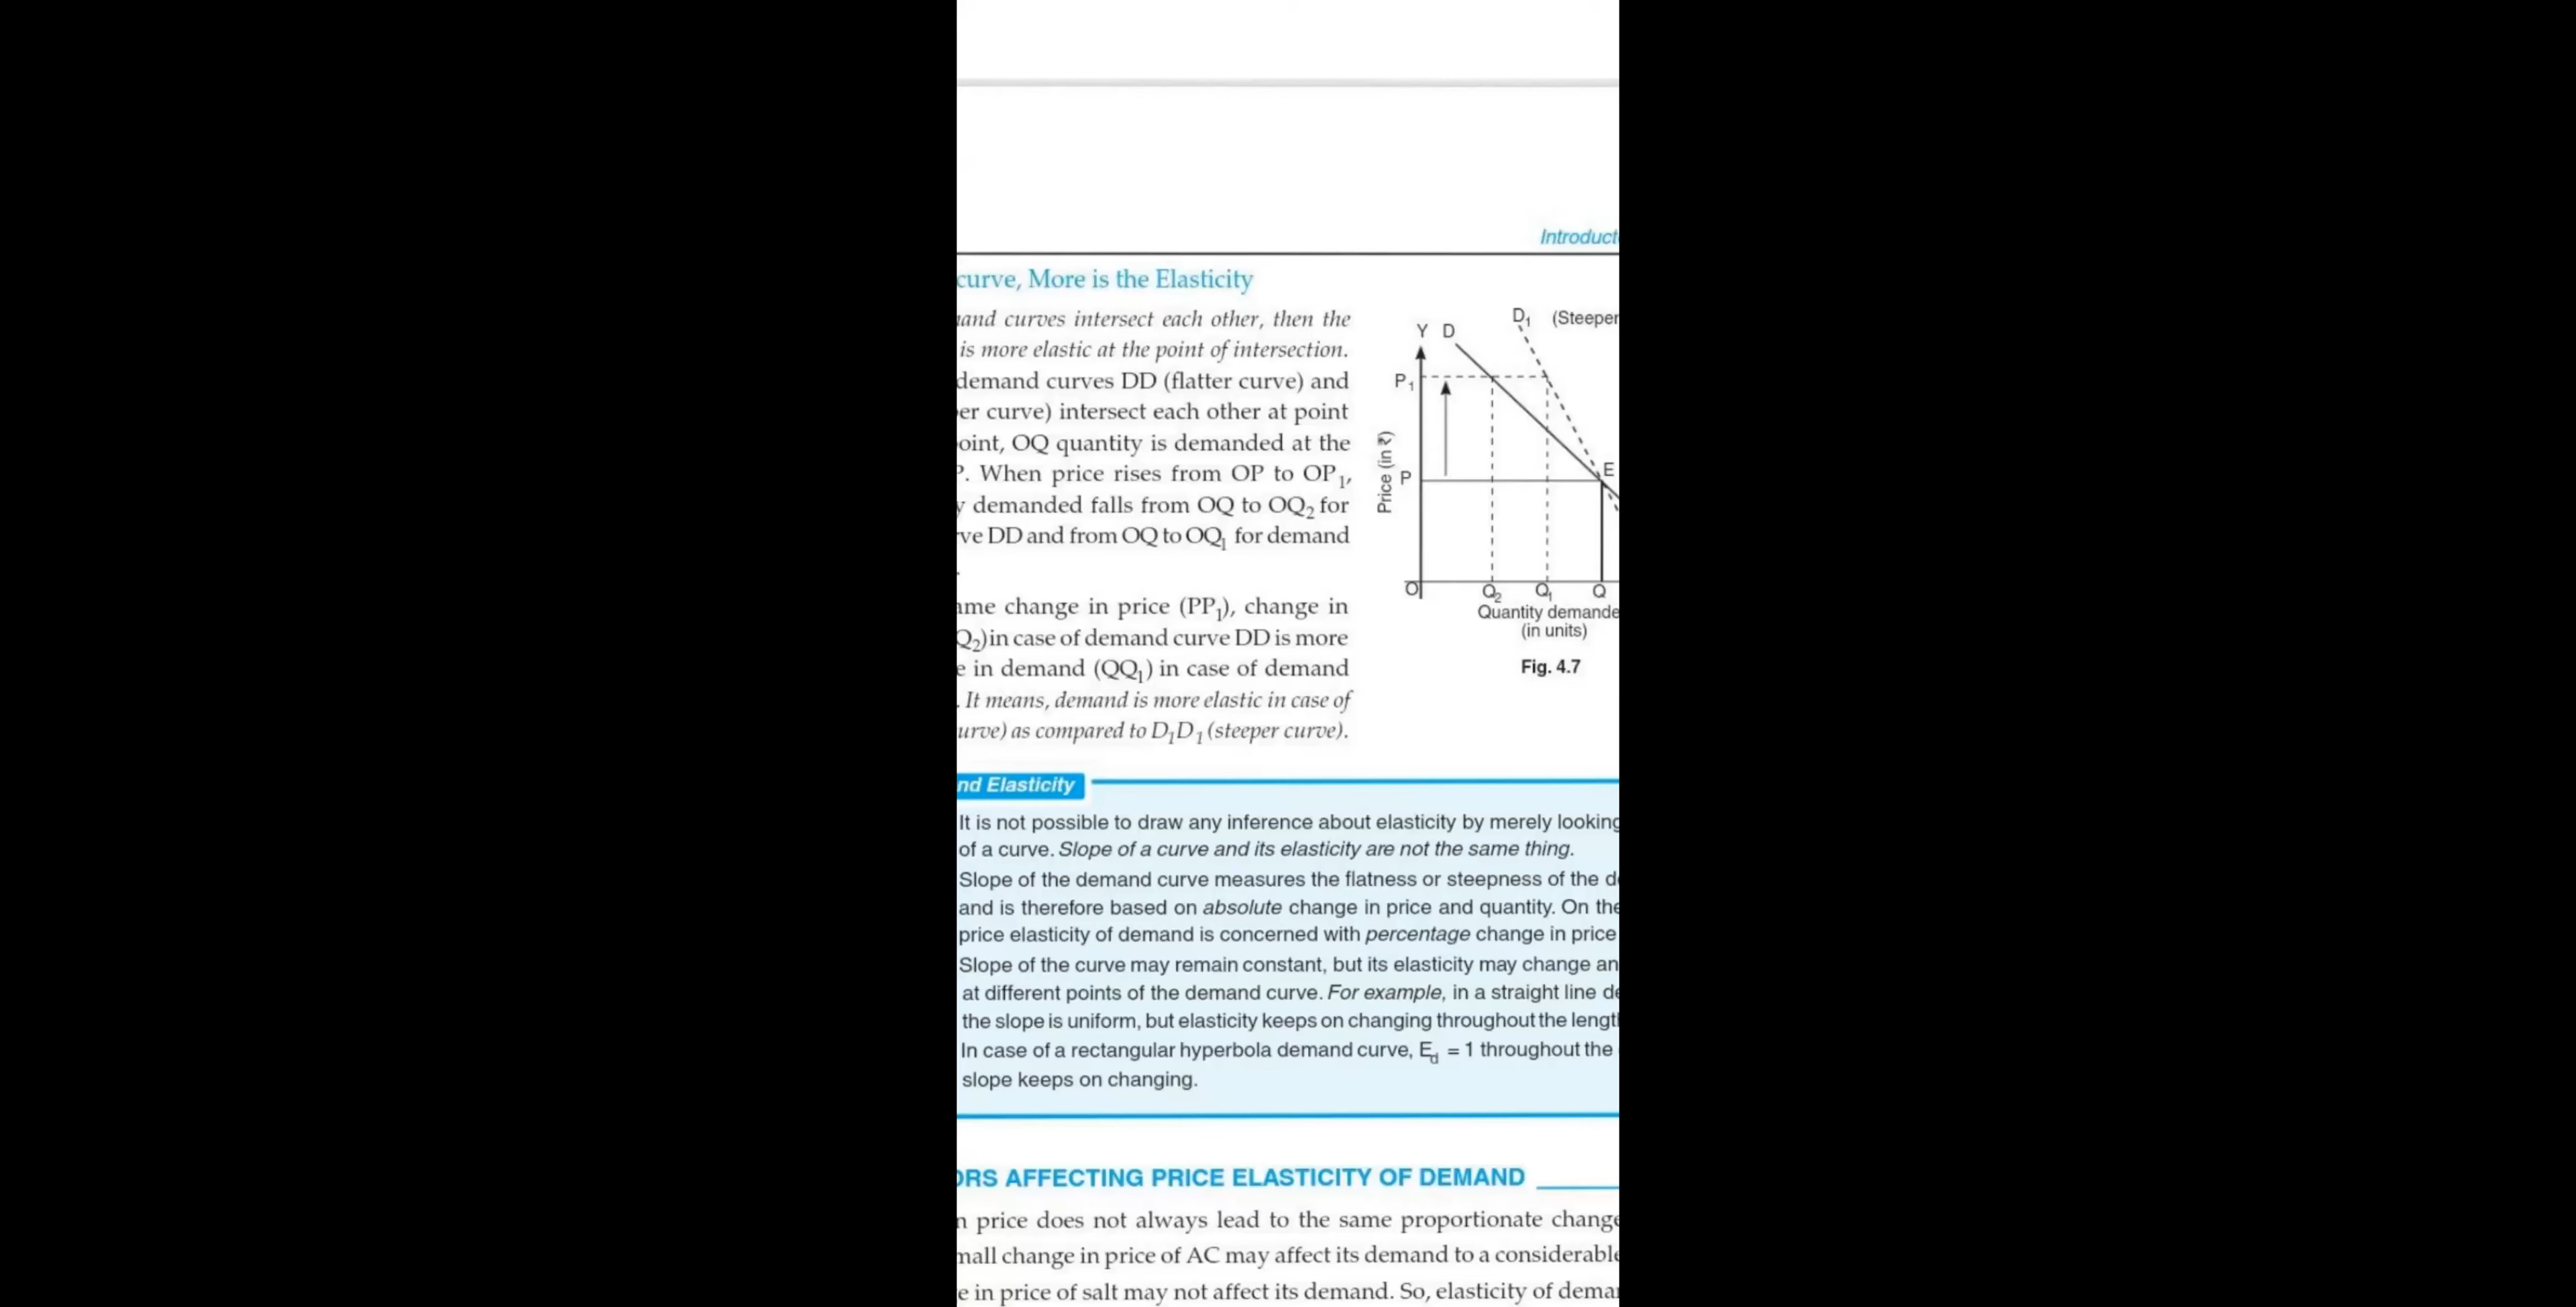 Introduct
curve, More is the Elasticity
and curves intersect each other, then the
is more elastic at the point of intersection.
demand curves DD (flatter curve) and
er curve) intersect each other at point
oint, OQ quantity is demanded at the
P. When price rises from OP to OP₁,
y demanded falls from OQ to OQ₂ for
ve DD and from OQ to OQ₁ for demand
.
ame change in price (PP₁), change in
Q₂) in case of demand curve DD is more
e in demand (QQ₁) in case of demand
. It means, demand is more elastic in case of
urve) as compared to D₁D₁ (steeper curve).
Y D D₁ (Steeper
P₁
Price (in ₹)
P
E
O Q₂ Q₁ Q
Quantity demande
(in units)
Fig. 4.7
nd Elasticity
It is not possible to draw any inference about elasticity by merely looking
of a curve. Slope of a curve and its elasticity are not the same thing.
Slope of the demand curve measures the flatness or steepness of the de
and is therefore based on absolute change in price and quantity. On the
price elasticity of demand is concerned with percentage change in price
Slope of the curve may remain constant, but its elasticity may change an
at different points of the demand curve. For example, in a straight line de
the slope is uniform, but elasticity keeps on changing throughout the lengt
In case of a rectangular hyperbola demand curve, E_d = 1 throughout the
slope keeps on changing.
ORS AFFECTING PRICE ELASTICITY OF DEMAND
n price does not always lead to the same proportionate change
mall change in price of AC may affect its demand to a considerable
e in price of salt may not affect its demand. So, elasticity of dema